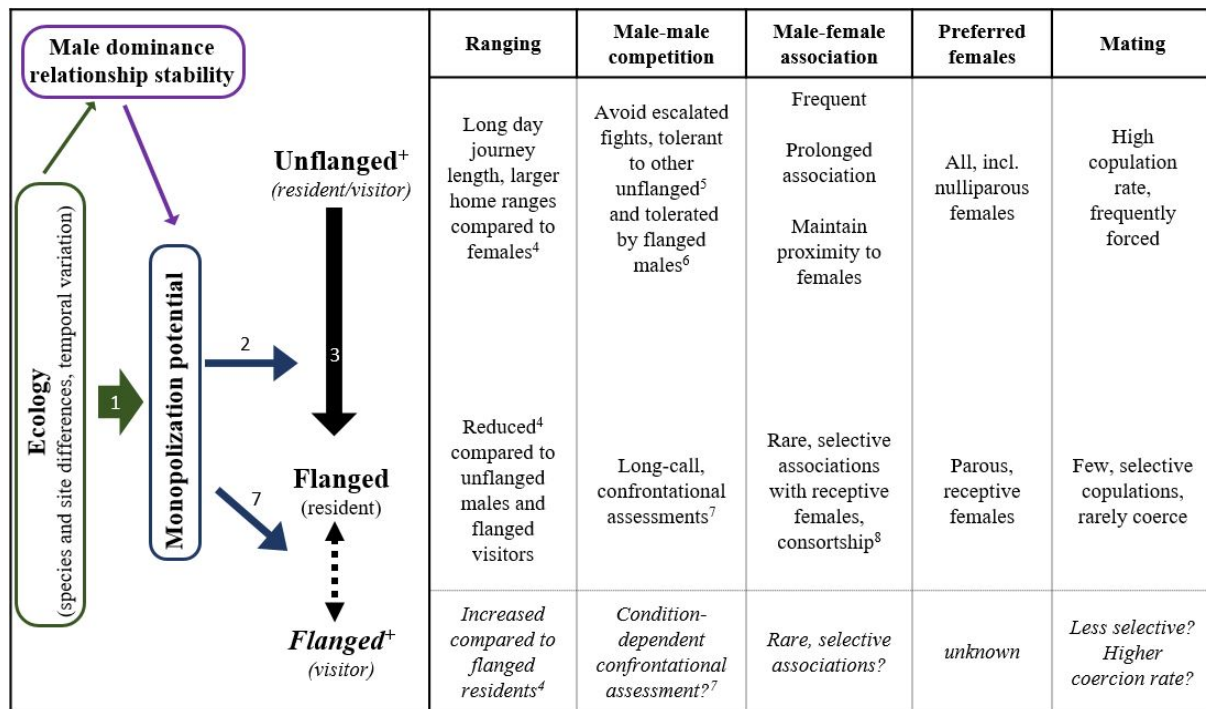 Male dominance
relationship stability
Ecology
(species and site differences, temporal variation)
1
Monopolization potential
2
7
Unflanged⁺
(resident/visitor)
3
Flanged
(resident)
Flanged⁺
(visitor)
Ranging
Male-male
competition
Male-female
association
Preferred
females
Mating
Long day
journey
length, larger
home ranges
compared to
females⁴
Avoid escalated
fights, tolerant
to other
unflanged⁵
and tolerated
by flanged
males⁶
Frequent
Prolonged
association
Maintain
proximity to
females
All, incl.
nulliparous
females
High
copulation
rate,
frequently
forced
Reduced⁴
compared to
unflanged
males and
flanged
visitors
Long-call,
confrontational
assessments⁷
Rare, selective
associations
with receptive
females,
consortship⁸
Parous,
receptive
females
Few, selective
copulations,
rarely coerce
Increased
compared to
flanged
residents⁴
Condition-
dependent
confrontational
assessment?⁷
Rare, selective
associations?
unknown
Less selective?
Higher
coercion rate?